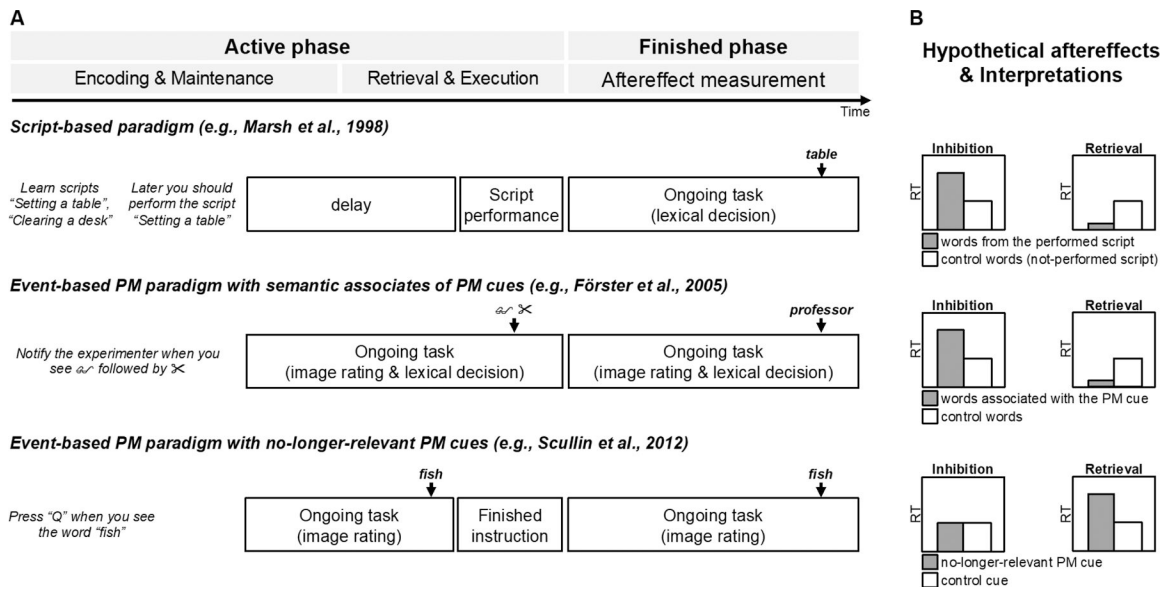 A
Active phase
Finished phase
Encoding & Maintenance
Retrieval & Execution
Aftereffect measurement
Time
Script-based paradigm (e.g., Marsh et al., 1998)
table
Learn scripts
"Setting a table",
"Clearing a desk"
Later you should
perform the script
"Setting a table"
delay
Script
performance
Ongoing task
(lexical decision)
Event-based PM paradigm with semantic associates of PM cues (e.g., Förster et al., 2005)
professor
Notify the experimenter when you
see followed by
Ongoing task
(image rating & lexical decision)
Ongoing task
(image rating & lexical decision)
Event-based PM paradigm with no-longer-relevant PM cues (e.g., Scullin et al., 2012)
fish
fish
Press "Q" when you see
the word "fish"
Ongoing task
(image rating)
Finished
instruction
Ongoing task
(image rating)
B
Hypothetical aftereffects
& Interpretations
Inhibition
Retrieval
RT
RT
words from the performed script
control words (not-performed script)
Inhibition
Retrieval
RT
RT
words associated with the PM cue
control words
Inhibition
Retrieval
RT
RT
no-longer-relevant PM cue
control cue